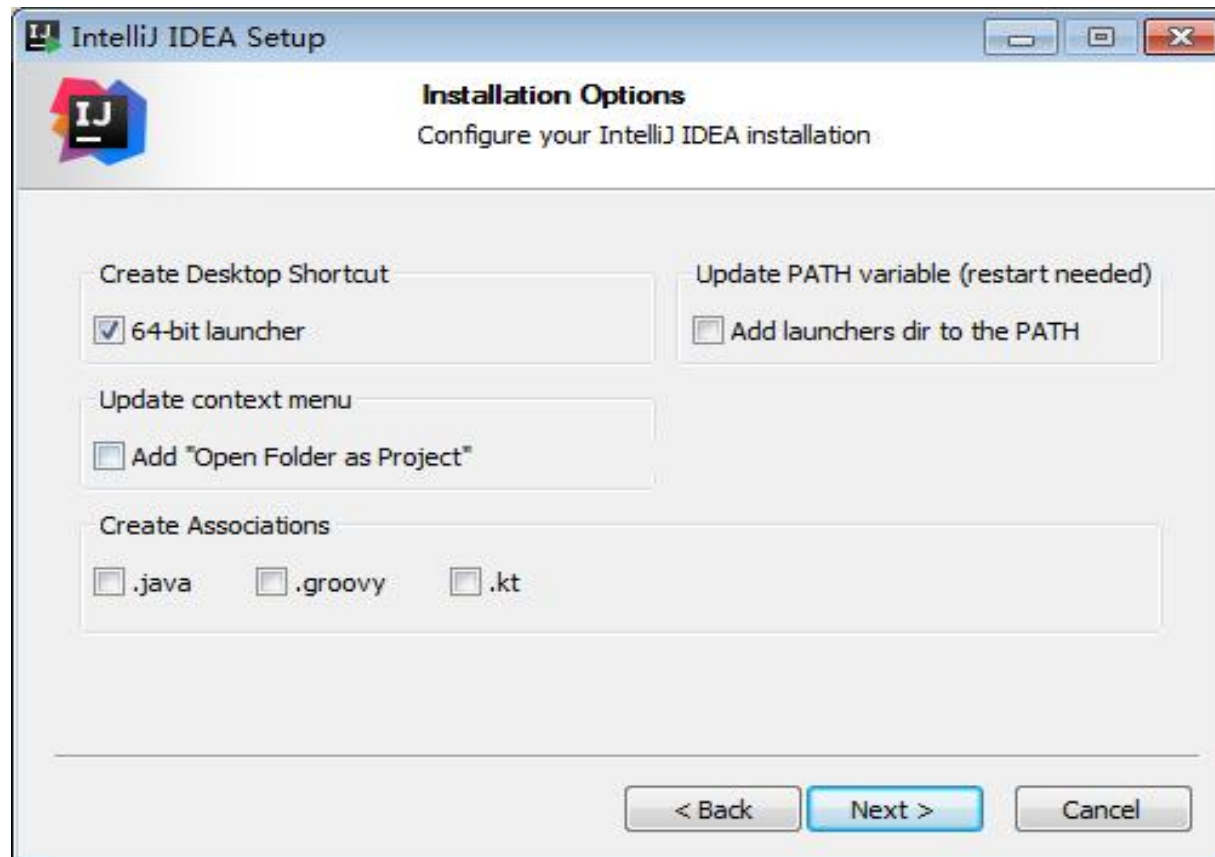 IntelliJ IDEA Setup
IJ
Installation Options
Configure your IntelliJ IDEA installation
Create Desktop Shortcut
64-bit launcher
Update PATH variable (restart needed)
Add launchers dir to the PATH
Update context menu
Add "Open Folder as Project"
Create Associations
.java .groovy .kt
< Back Next > Cancel